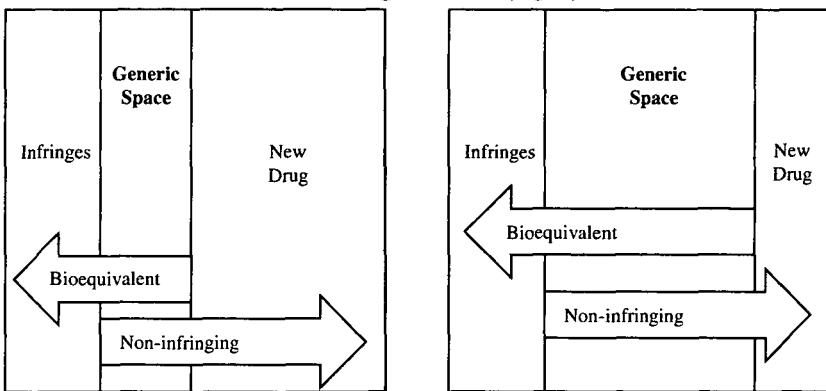 Generic
Space
Infringes
New
Drug
Bioequivalent
Non-infringing
Generic
Space
Infringes
New
Drug
Bioequivalent
Non-infringing